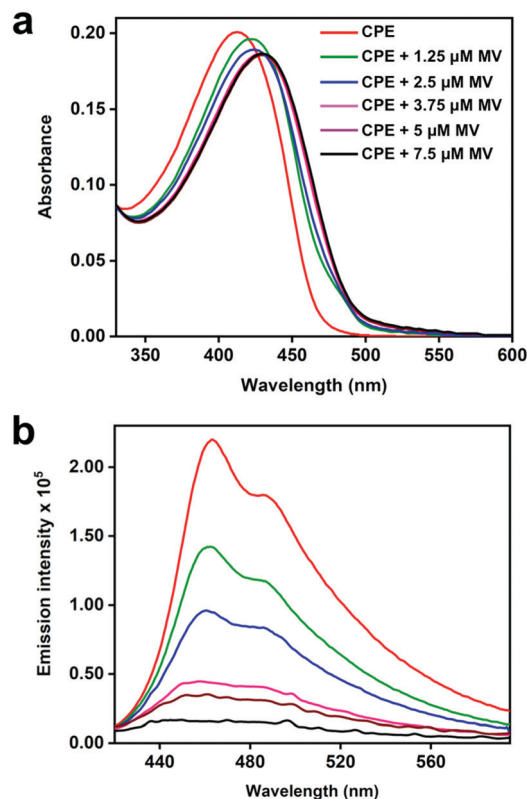 a
0.20
0.15
0.10
0.05
0.00
Absorbance
CPE
CPE + 1.25 µM MV
CPE + 2.5 µM MV
CPE + 3.75 µM MV
CPE + 5 µM MV
CPE + 7.5 µM MV
350 400 450 500 550 600
Wavelength (nm)
b
2.00
1.50
1.00
0.50
0.00
Emission intensity x 10⁵
440 480 520 560
Wavelength (nm)